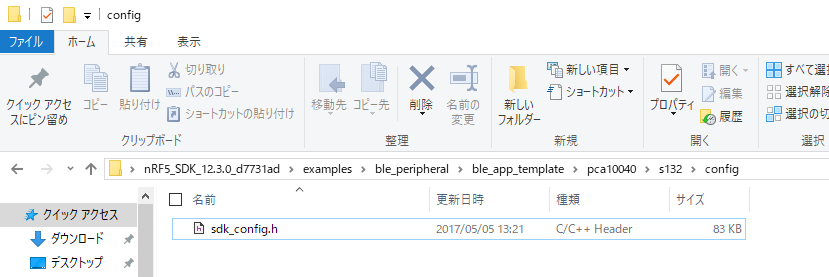 config
ファイル ホーム 共有 表示
クイック アクセスにピン留め
コピー
貼り付け
切り取り
パスのコピー
ショートカットの貼り付け
クリップボード
移動先
コピー先
削除
名前の変更
整理
新しいフォルダー
新しい項目
ショートカット
新規
プロパティ
開く
編集
履歴
開く
すべて選
選択解
選択の切
選択
nRF5_SDK_12.3.0_d7731ad > examples > ble_peripheral > ble_app_template > pca10040 > s132 > config
名前 更新日時 種類 サイズ
クイック アクセス
ダウンロード
デスクトップ
sdk_config.h 2017/05/05 13:21 C/C++ Header 83 KB